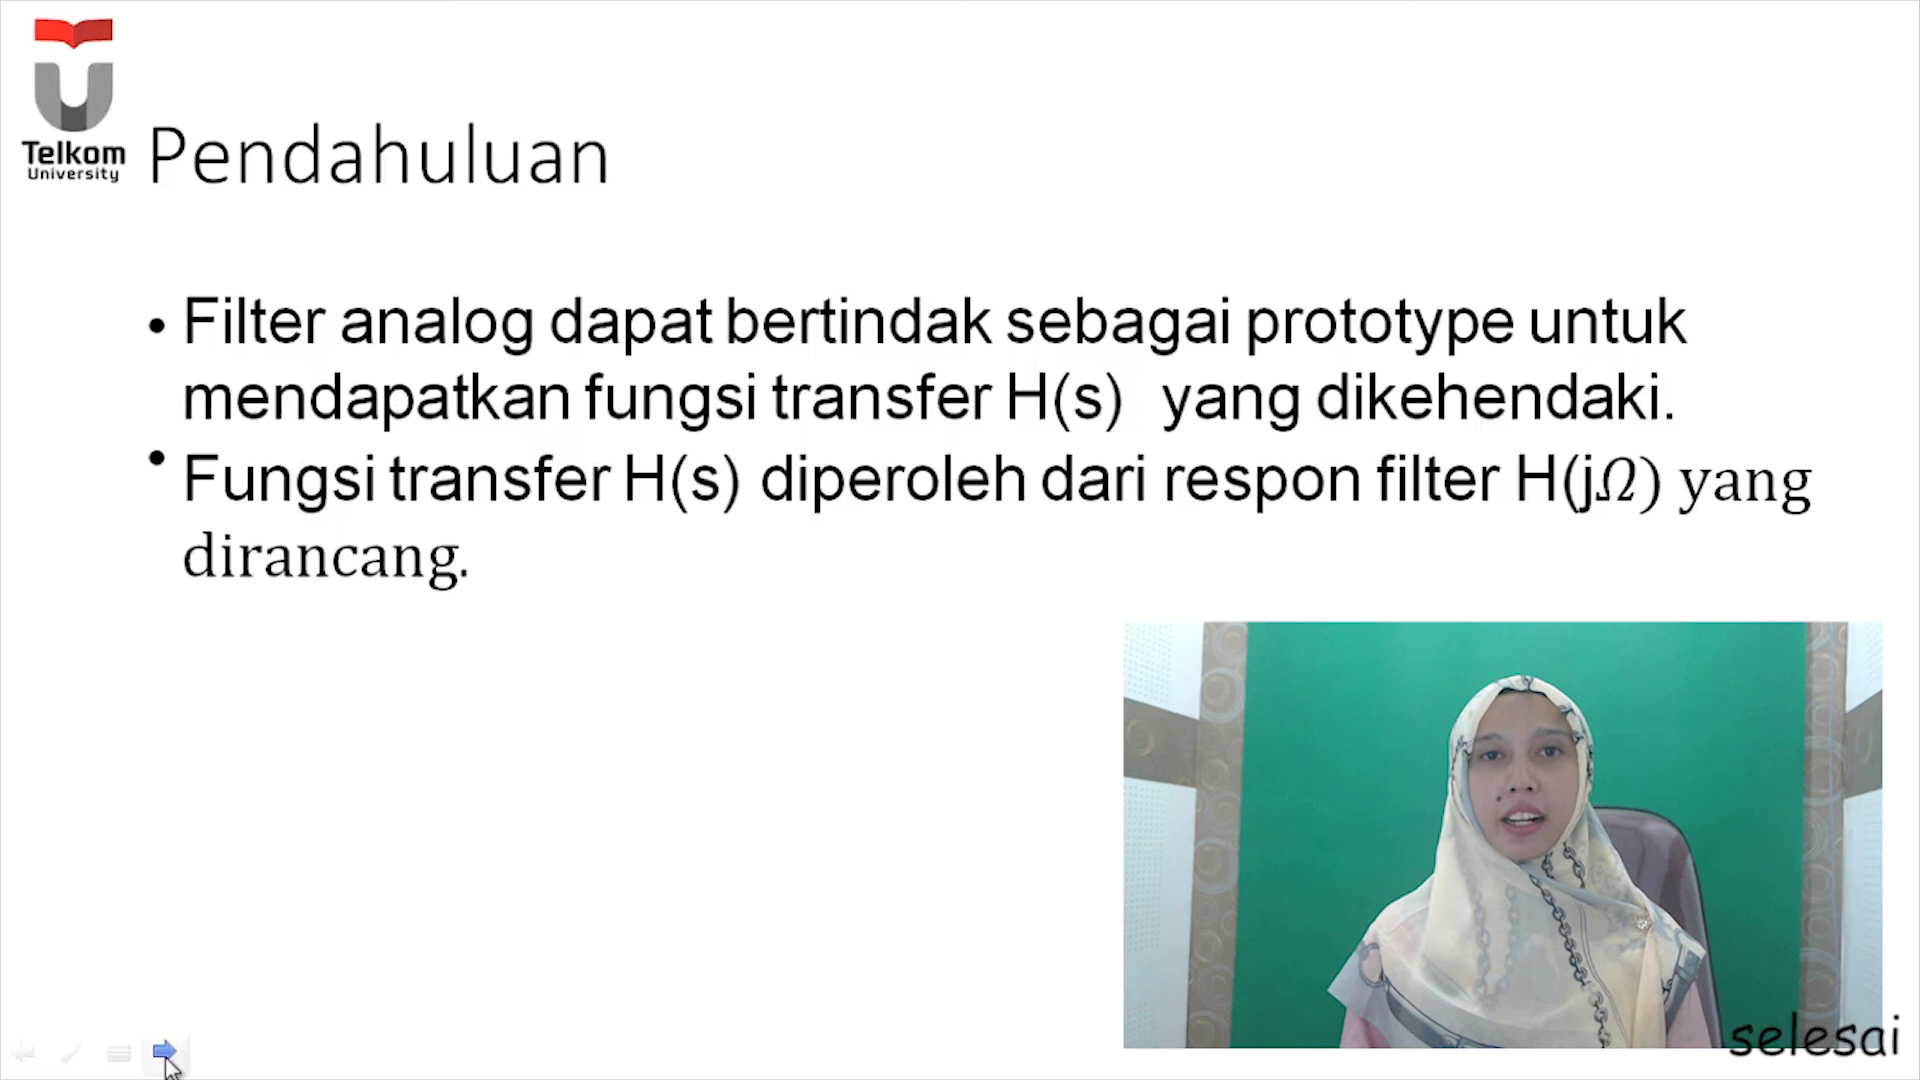 Telkom
University
Pendahuluan
• Filter analog dapat bertindak sebagai prototype untuk
mendapatkan fungsi transfer H(s) yang dikehendaki.
• Fungsi transfer H(s) diperoleh dari respon filter H(jΩ) yang
dirancang.
selesai